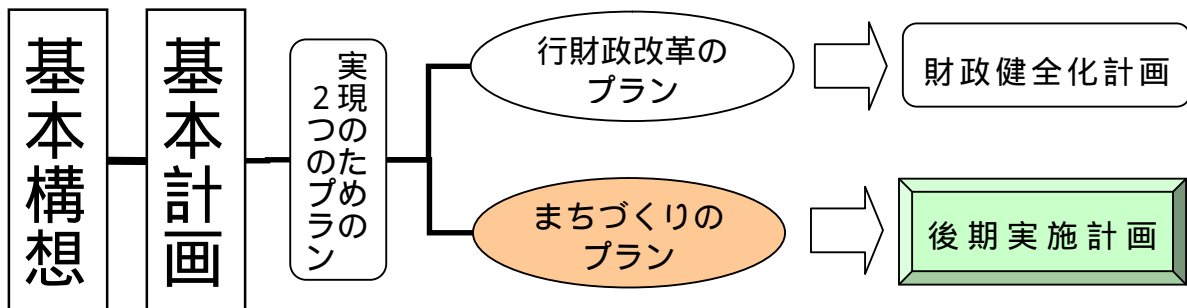 基本構想
基本計画
実現のための
２つのプラン
行財政改革の
プラン
財政健全化計画
まちづくりの
プラン
後期実施計画